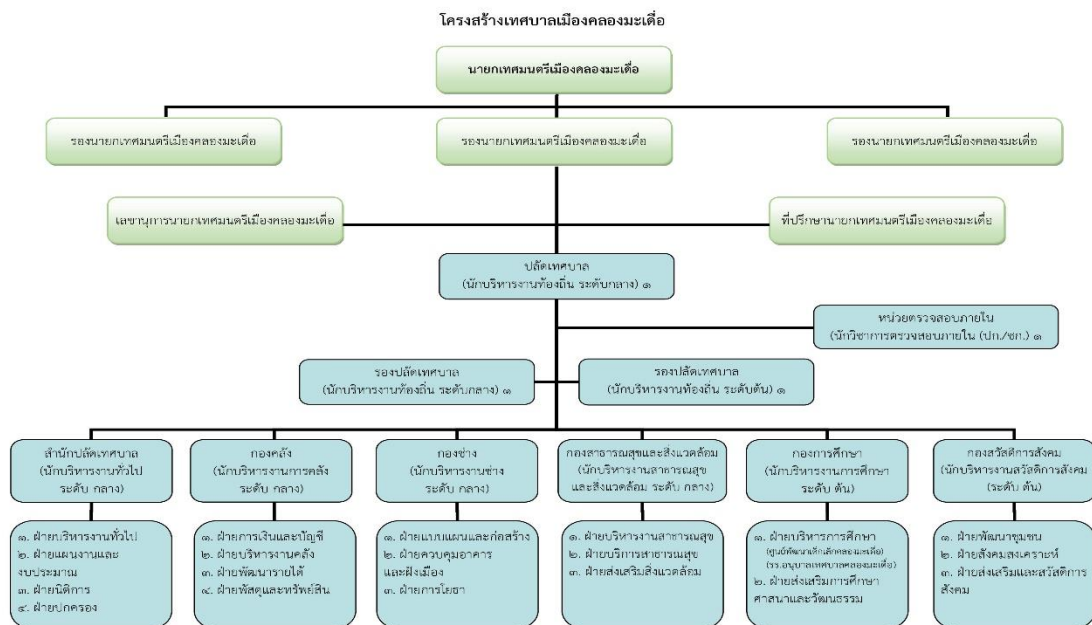 โครงสร้างเทศบาลเมืองคลองมะเดื่อ
นายกเทศมนตรีเมืองคลองมะเดื่อ
รองนายกเทศมนตรีเมืองคลองมะเดื่อ
รองนายกเทศมนตรีเมืองคลองมะเดื่อ
รองนายกเทศมนตรีเมืองคลองมะเดื่อ
เลขานุการนายกเทศมนตรีเมืองคลองมะเดื่อ
ที่ปรึกษานายกเทศมนตรีเมืองคลองมะเดื่อ
ปลัดเทศบาล
(นักบริหารงานท้องถิ่น ระดับกลาง) ๑
หน่วยตรวจสอบภายใน
(นักวิชาการตรวจสอบภายใน (ปก./ชก.) ๑
รองปลัดเทศบาล
(นักบริหารงานท้องถิ่น ระดับกลาง) ๑
รองปลัดเทศบาล
(นักบริหารงานท้องถิ่น ระดับต้น) ๑
สำนักปลัดเทศบาล
(นักบริหารงานทั่วไป
ระดับ กลาง)
กองคลัง
(นักบริหารงานการคลัง
ระดับ กลาง)
กองช่าง
(นักบริหารงานช่าง
ระดับ กลาง)
กองสาธารณสุขและสิ่งแวดล้อม
(นักบริหารงานสาธารณสุข
และสิ่งแวดล้อม ระดับ กลาง)
กองการศึกษา
(นักบริหารงานการศึกษา
ระดับ ต้น)
กองสวัสดิการสังคม
(นักบริหารงานสวัสดิการสังคม
(ระดับ ต้น)
๑. ฝ่ายบริหารงานทั่วไป
๒. ฝ่ายแผนงานและ
งบประมาณ
๓. ฝ่ายนิติการ
๔. ฝ่ายปกครอง
๑. ฝ่ายการเงินและบัญชี
๒. ฝ่ายบริหารงานคลัง
๓. ฝ่ายพัฒนารายได้
๔. ฝ่ายพัสดุและทรัพย์สิน
๑. ฝ่ายแบบแผนและก่อสร้าง
๒. ฝ่ายควบคุมอาคาร
และผังเมือง
๓. ฝ่ายการโยธา
๑. ฝ่ายบริหารงานสาธารณสุข
๒. ฝ่ายบริการสาธารณสุข
๓. ฝ่ายส่งเสริมสิ่งแวดล้อม
๑. ฝ่ายบริหารการศึกษา
(ศูนย์พัฒนาเด็กเล็กคลองมะเดื่อ)
(รร.อนุบาลเทศบาลคลองมะเดื่อ)
๒. ฝ่ายส่งเสริมการศึกษา
ศาสนาและวัฒนธรรม
๑. ฝ่ายพัฒนาชุมชน
๒. ฝ่ายสังคมสงเคราะห์
๓. ฝ่ายส่งเสริมและสวัสดิการ
สังคม